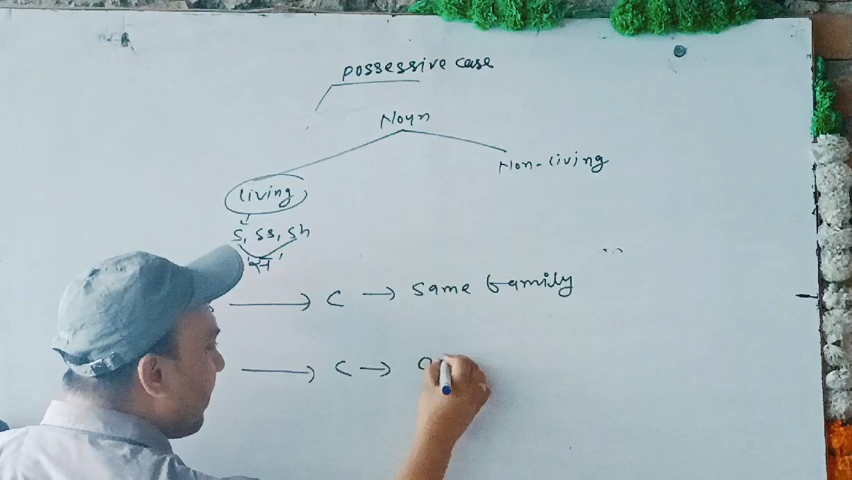 possessive case
Noun
Non-living
living
s, ss, sh
⟶ C → same family
⟶ C →